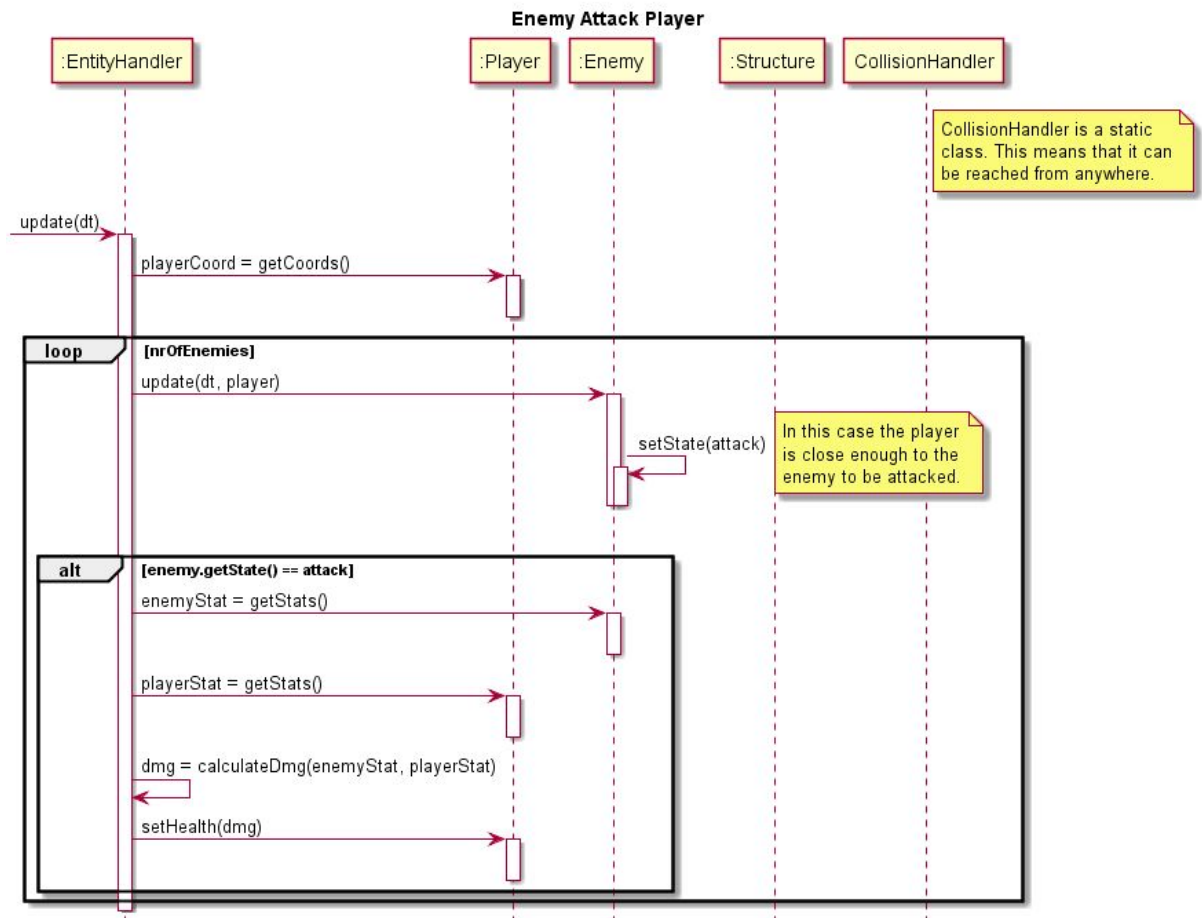 Enemy Attack Player
:EntityHandler
:Player
:Enemy
:Structure
CollisionHandler
CollisionHandler is a static
class. This means that it can
be reached from anywhere.
update(dt)
playerCoord = getCoords()
loop
[nrOfEnemies]
update(dt, player)
setState(attack)
In this case the player
is close enough to the
enemy to be attacked.
alt
[enemy.getState() == attack]
enemyStat = getStats()
playerStat = getStats()
dmg = calculateDmg(enemyStat, playerStat)
setHealth(dmg)